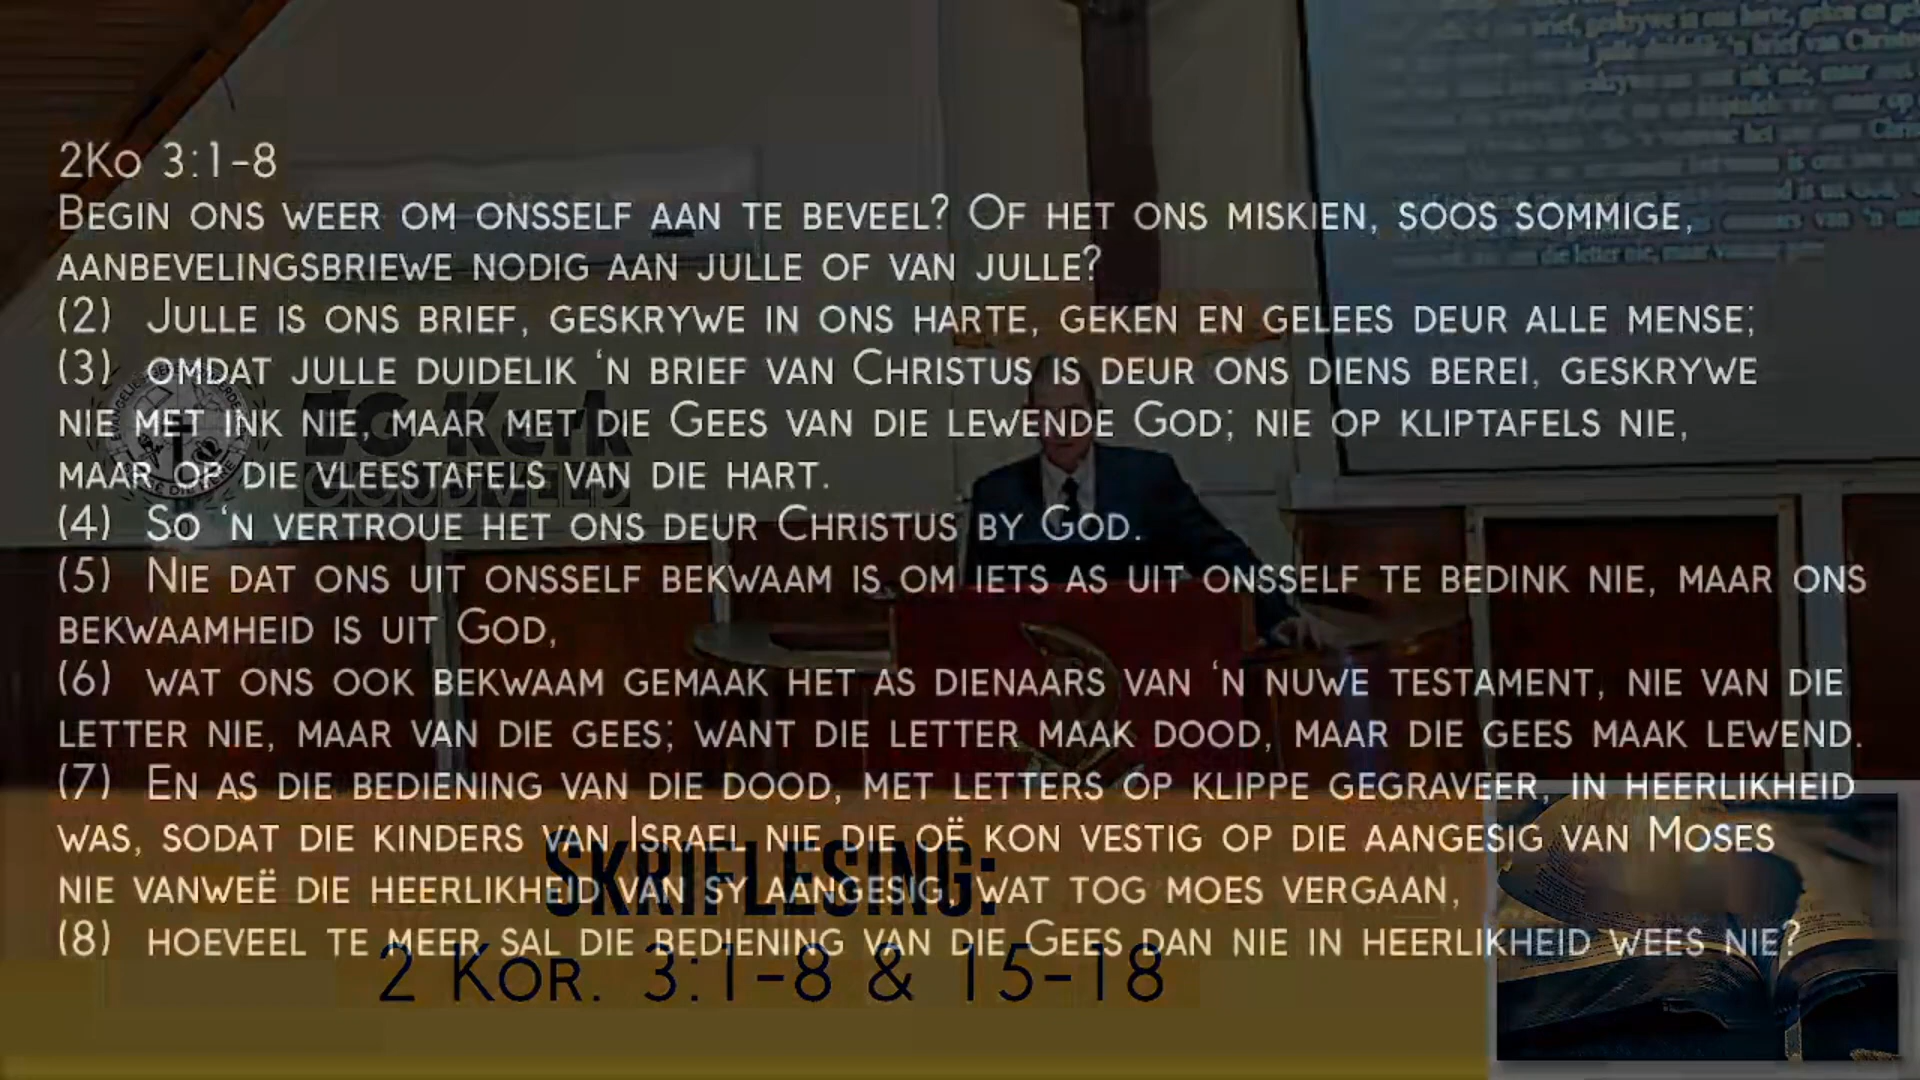 2Ko 3:1-8
Begin ons weer om onsself aan te beveel? Of het ons miskien, soos sommige,
aanbevelingsbriewe nodig aan julle of van julle?
(2) Julle is ons brief, geskrywe in ons harte, geken en gelees deur alle mense;
(3) omdat julle duidelik ‘n brief van Christus is deur ons diens berei, geskrywe
nie met ink nie, maar met die Gees van die lewende God; nie op kliptafels nie,
maar op die vleestafels van die hart.
(4) So ‘n vertroue het ons deur Christus by God.
(5) Nie dat ons uit onsself bekwaam is om iets as uit onsself te bedink nie, maar ons
bekwaamheid is uit God,
(6) wat ons ook bekwaam gemaak het as dienaars van ‘n nuwe testament, nie van die
letter nie, maar van die gees; want die letter maak dood, maar die gees maak lewend.
(7) En as die bediening van die dood, met letters op klippe gegraveer, in heerlikheid
was, sodat die kinders van Israel nie die oë kon vestig op die aangesig van Moses
nie vanweë die heerlikheid van sy aangesig, wat tog moes vergaan,
(8) hoeveel te meer sal die bediening van die Gees dan nie in heerlikheid wees nie?
EG Kerk
Skriflesing:
2 Kor. 3:1-8 & 15-18